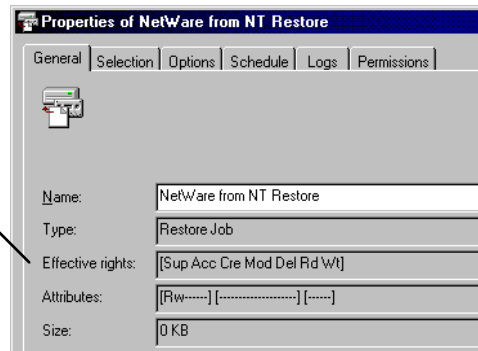 Properties of NetWare from NT Restore
General Selection Options Schedule Logs Permissions
Name: NetWare from NT Restore
Type: Restore Job
Effective rights: [Sup Acc Cre Mod Del Rd Wt]
Attributes: [Rw------] [--------------------] [------]
Size: 0 KB